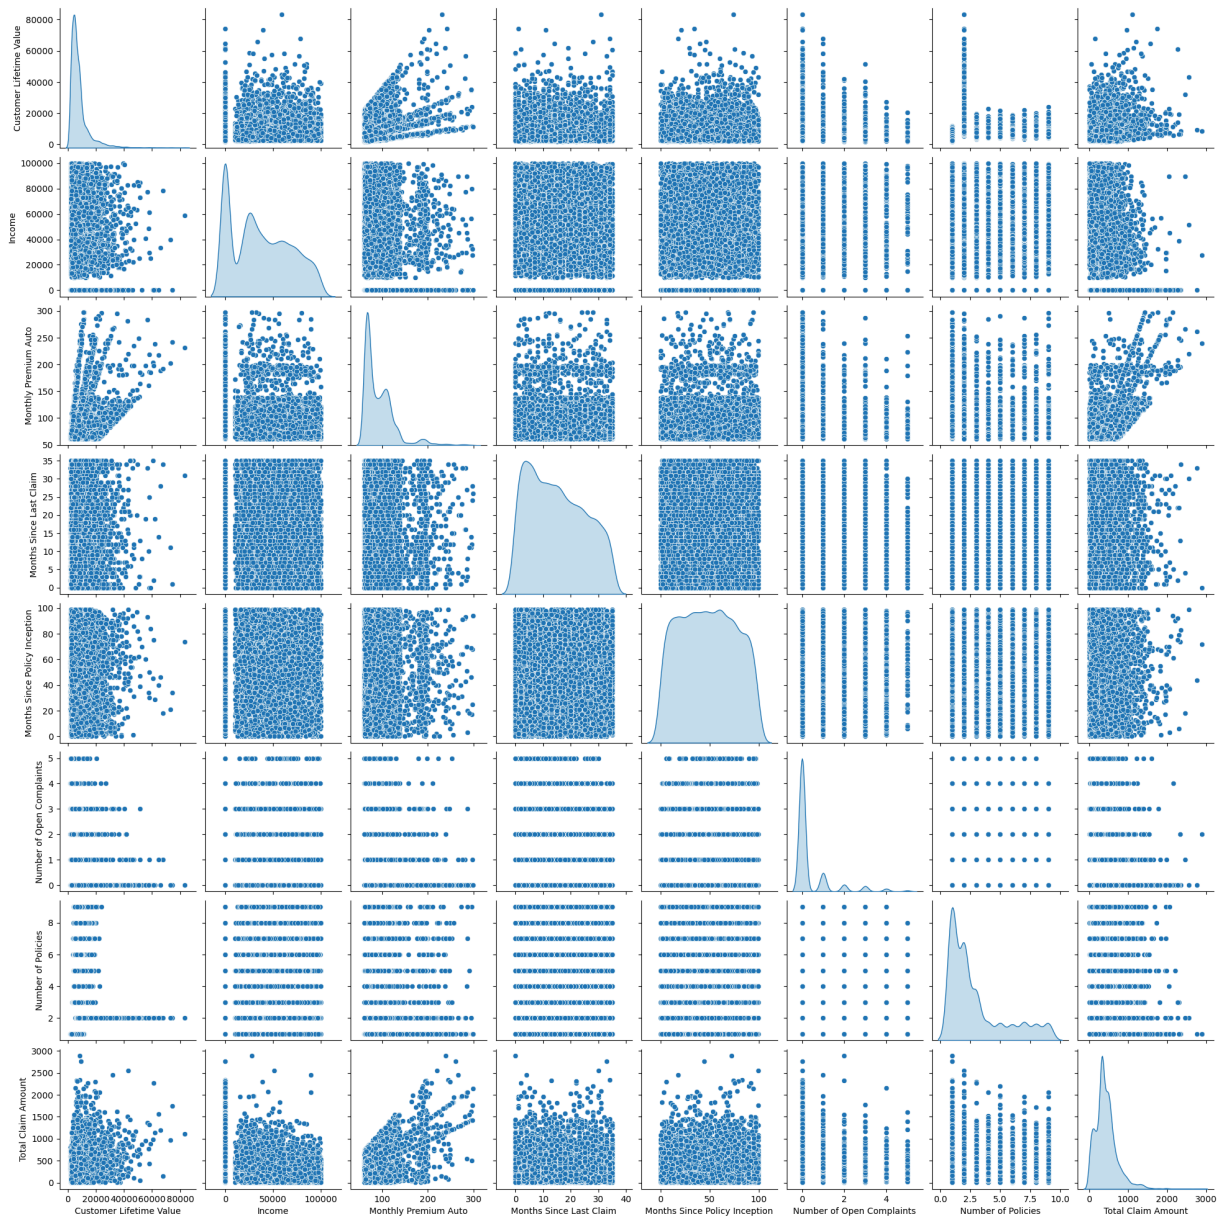 80000
60000
40000
20000
0
Customer Lifetime Value
100000
80000
60000
40000
20000
0
Income
300
250
200
150
100
50
Monthly Premium Auto
35
30
25
20
15
10
5
0
Months Since Last Claim
100
80
60
40
20
0
Months Since Policy Inception
5
4
3
2
1
0
Number of Open Complaints
8
6
4
2
Number of Policies
3000
2500
2000
1500
1000
500
0
Total Claim Amount
0 20000 40000 60000 80000
0 50000 100000
100 200 300
0 10 20 30 40
0 50 100
0 2 4
0.0 2.5 5.0 7.5 10.0
0 1000 2000 3000
Customer Lifetime Value
Income
Monthly Premium Auto
Months Since Last Claim
Months Since Policy Inception
Number of Open Complaints
Number of Policies
Total Claim Amount